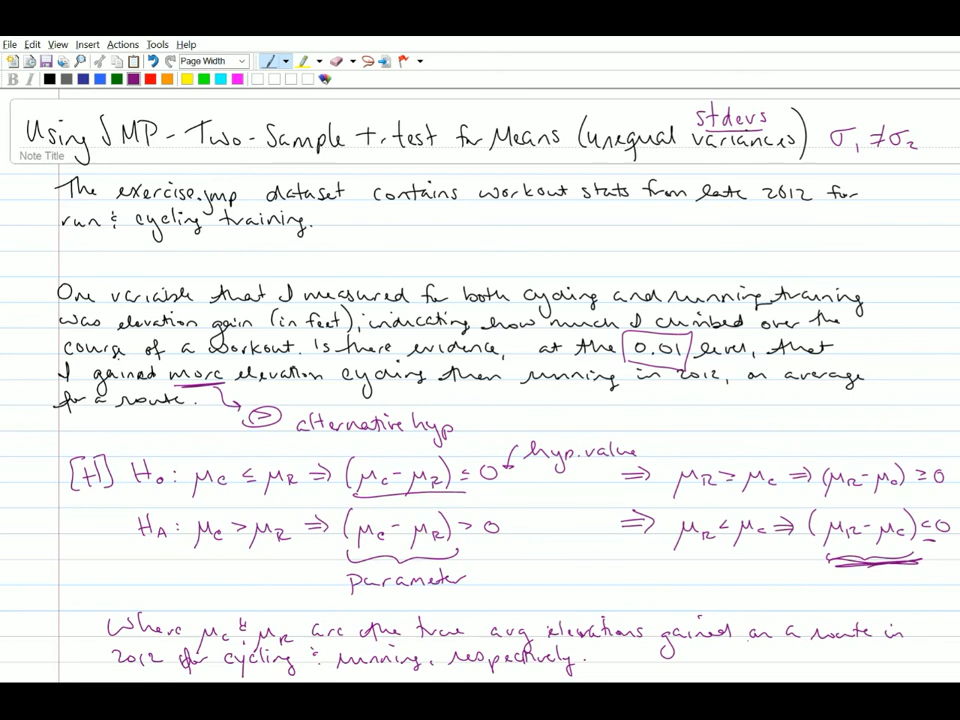 File Edit View Insert Actions Tools Help
Page Width
B I
stdevs
Using JMP - Two-Sample t-test for Means (unequal variances) σ₁ ≠ σ₂
Note Title
The exercise.jmp dataset contains workout stats from late 2012 for
run & cycling training.
One variable that I measured for both cycling and running training
was elevation gain (in feet), indicating how much I climbed over the
course of a workout. Is there evidence, at the 0.01 level, that
I gained more elevation cycling then running in 2012, on average
for a route.
> alternative hyp
hyp. value
[H] H₀: μc ≤ μR ⇒ (μc - μR) ≤ 0 ⇒ μR ≥ μc ⇒ (μR - μ₀) ≥ 0
HA: μc > μR ⇒ (μc - μR) > 0 ⇒ μR < μc ⇒ (μR - μc) < 0
parameter
Where μc & μR are the true avg elevations gained on a route in
2012 for cycling & running, respectively.